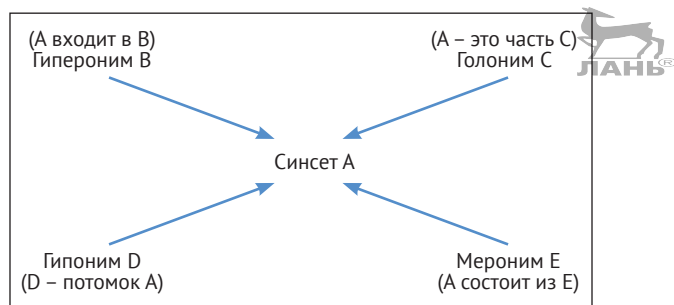 (А входит в В)
Гипероним В
(А – это часть С)
Голоним С
ЛАНЬ®
Синсет А
Гипоним D
(D – потомок А)
Мероним Е
(А состоит из Е)